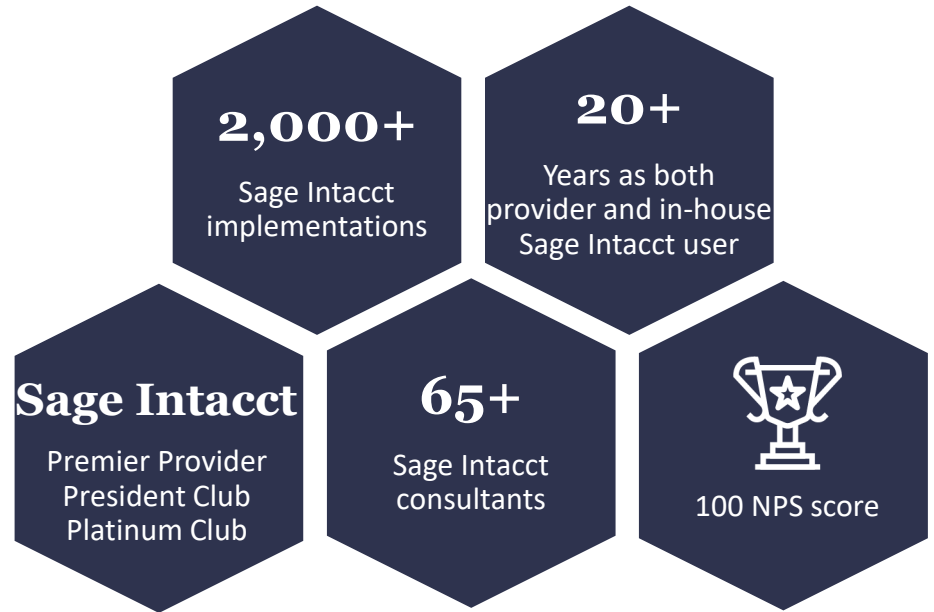 2,000+
Sage Intacct
implementations
20+
Years as both
provider and in-house
Sage Intacct user
Sage Intacct
Premier Provider
President Club
Platinum Club
65+
Sage Intacct
consultants
100 NPS score